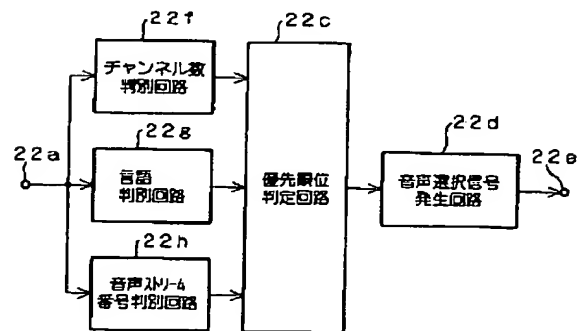 22f
チャンネル数
判別回路
22c
22a
22g
言語
判別回路
優先順位
判定回路
22d
音声選択信号
発生回路
22e
22h
音声ストリーム
番号判別回路